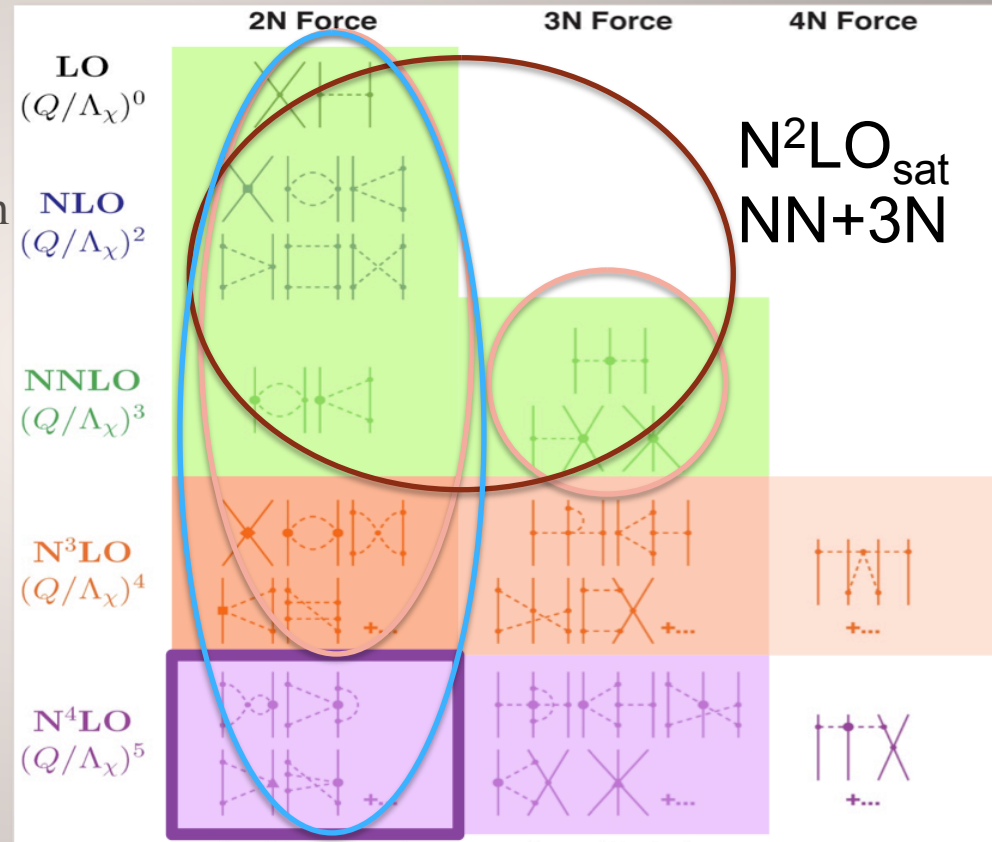 2N Force 3N Force 4N Force
LO
(Q/Λχ)⁰
N²LOsat
NN+3N
n
NLO
(Q/Λχ)²
NNLO
(Q/Λχ)³
N³LO
(Q/Λχ)⁴
+... +... +...
N⁴LO
(Q/Λχ)⁵
+... +... +...